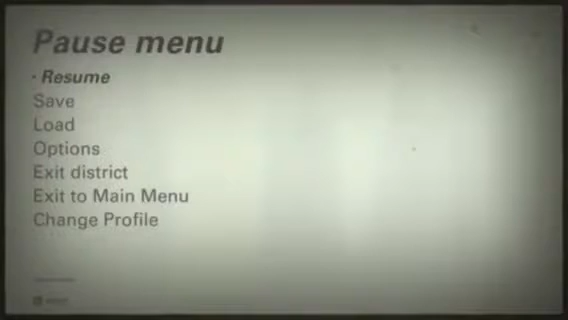 Pause menu
· Resume
Save
Load
Options
Exit district
Exit to Main Menu
Change Profile